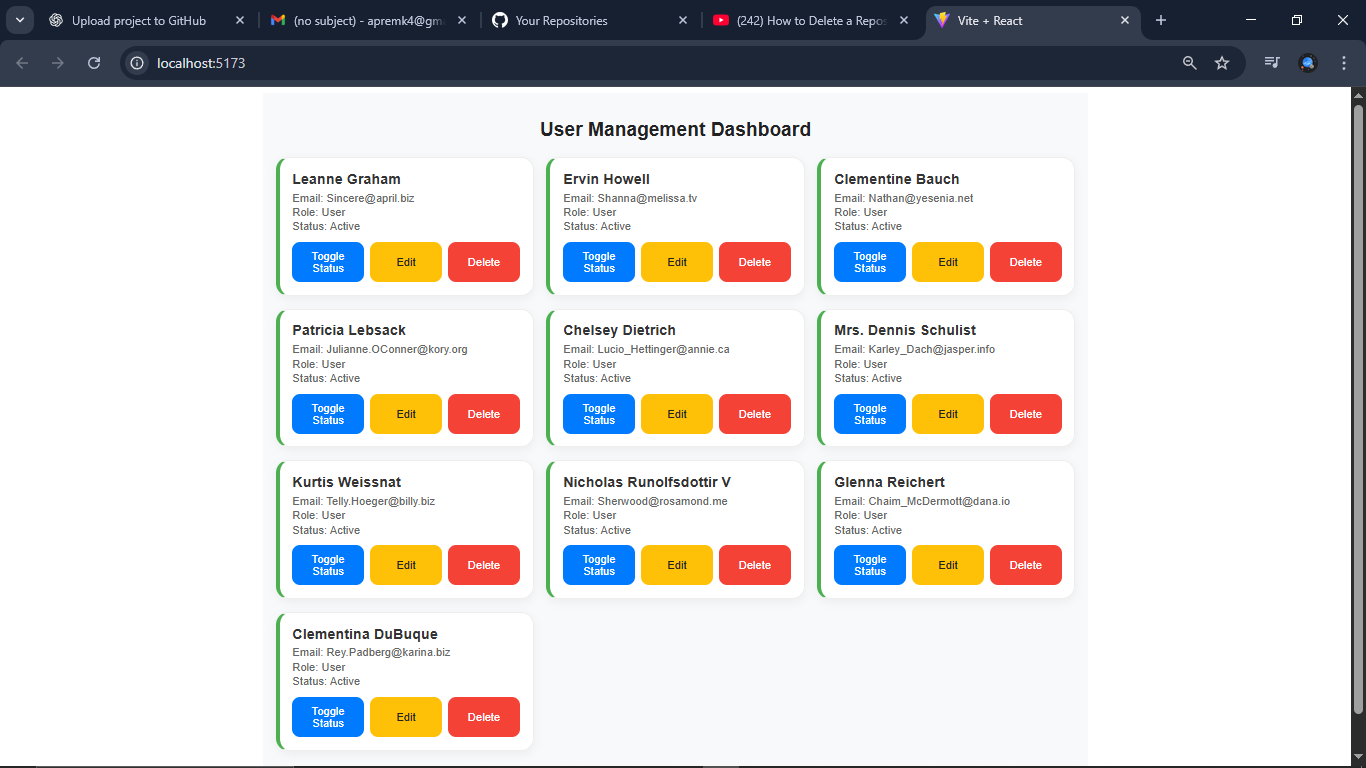 Upload project to GitHub
(no subject) - apremk4@gm
Your Repositories
(242) How to Delete a Repos
Vite + React
localhost:5173
User Management Dashboard
Leanne Graham
Email: Sincere@april.biz
Role: User
Status: Active
Toggle
Status
Edit
Delete
Ervin Howell
Email: Shanna@melissa.tv
Role: User
Status: Active
Toggle
Status
Edit
Delete
Clementine Bauch
Email: Nathan@yesenia.net
Role: User
Status: Active
Toggle
Status
Edit
Delete
Patricia Lebsack
Email: Julianne.OConner@kory.org
Role: User
Status: Active
Toggle
Status
Edit
Delete
Chelsey Dietrich
Email: Lucio_Hettinger@annie.ca
Role: User
Status: Active
Toggle
Status
Edit
Delete
Mrs. Dennis Schulist
Email: Karley_Dach@jasper.info
Role: User
Status: Active
Toggle
Status
Edit
Delete
Kurtis Weissnat
Email: Telly.Hoeger@billy.biz
Role: User
Status: Active
Toggle
Status
Edit
Delete
Nicholas Runolfsdottir V
Email: Sherwood@rosamond.me
Role: User
Status: Active
Toggle
Status
Edit
Delete
Glenna Reichert
Email: Chaim_McDermott@dana.io
Role: User
Status: Active
Toggle
Status
Edit
Delete
Clementina DuBuque
Email: Rey.Padberg@karina.biz
Role: User
Status: Active
Toggle
Status
Edit
Delete